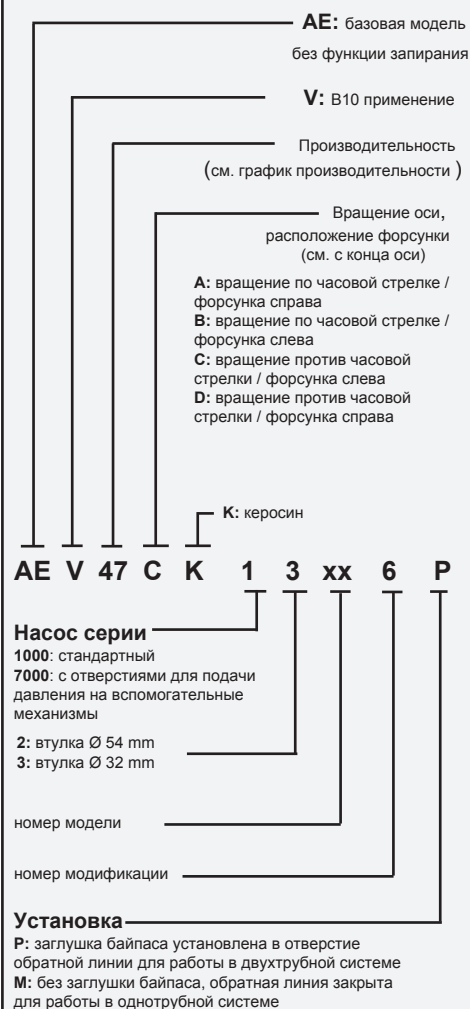 AE: базовая модель
без функции запирания
V: B10 применение
Производительность
(см. график производительности )
Вращение оси,
расположение форсунки
(см. с конца оси)
A: вращение по часовой стрелке /
форсунка справа
B: вращение по часовой стрелке /
форсунка слева
C: вращение против часовой
стрелки / форсунка слева
D: вращение против часовой
стрелки / форсунка справа
K: керосин
AE V 47 C K 1 3 xx 6 P
Насос серии
1000: стандартный
7000: с отверстиями для подачи
давления на вспомогательные
механизмы
2: втулка Ø 54 mm
3: втулка Ø 32 mm
номер модели
номер модификации
Установка
P: заглушка байпаса установлена в отверстие
обратной линии для работы в двухтрубной системе
M: без заглушки байпаса, обратная линия закрыта
для работы в однотрубной системе